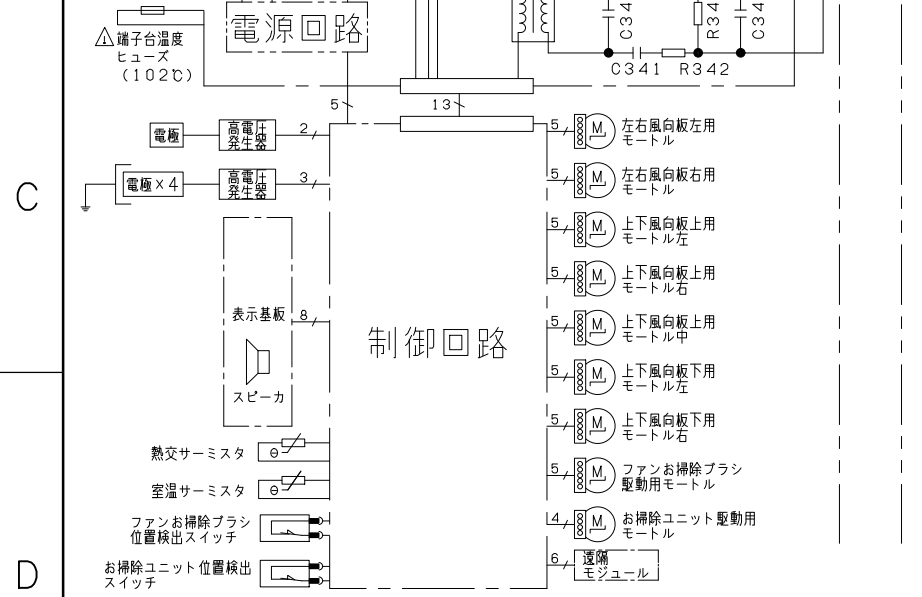 電源回路
端子台温度
ヒューズ
(102℃)
C34
R34
C34
C341 R342
5
13
電極
高電圧
発生器
2
電極×4
高電圧
発生器
3
C
表示基板
8
スピーカ
制御回路
熱交サーミスタ
θ
室温サーミスタ
θ
ファンお掃除ブラシ
位置検出スイッチ
お掃除ユニット位置検出
スイッチ
D
5
M
左右風向板左用
モートル
5
M
左右風向板右用
モートル
5
M
上下風向板上用
モートル左
5
M
上下風向板上用
モートル右
5
M
上下風向板上用
モートル中
5
M
上下風向板下用
モートル左
5
M
上下風向板下用
モートル右
5
M
ファンお掃除ブラシ
駆動用モートル
4
M
お掃除ユニット駆動用
モートル
6
遠隔
モジュール